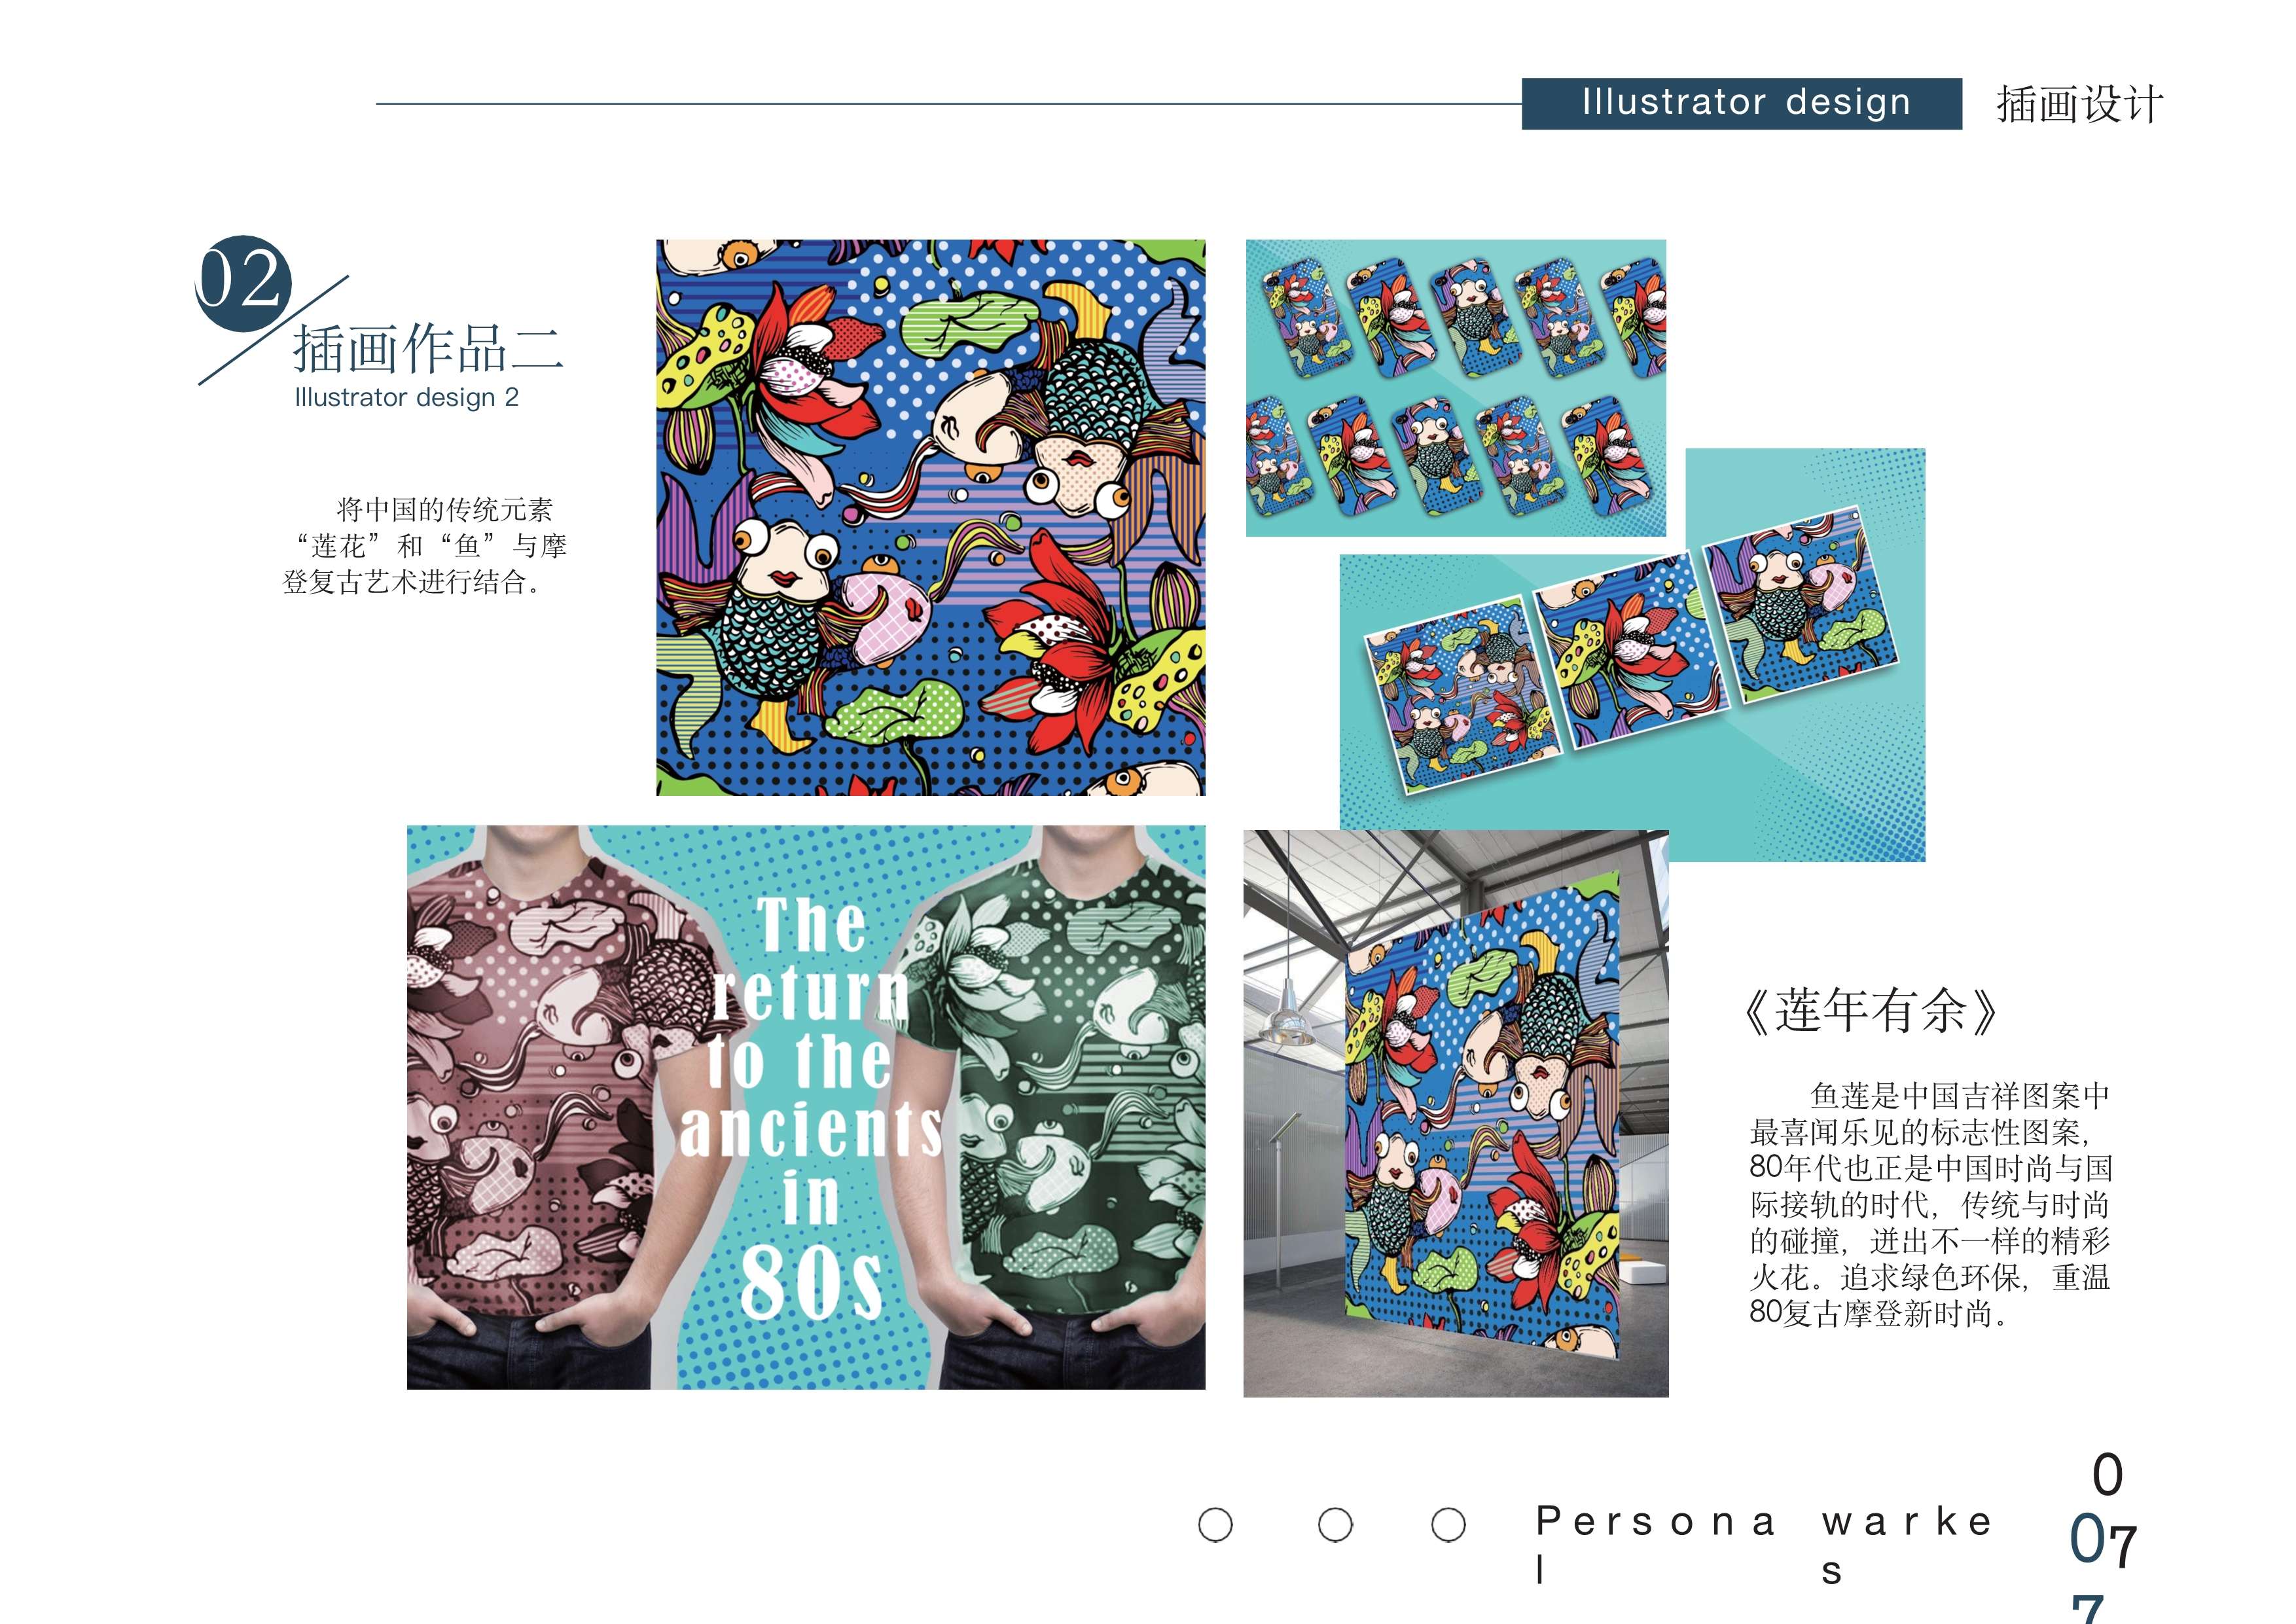 Illustrator design 插画设计
02
插画作品二
Illustrator design 2
将中国的传统元素
“莲花”和“鱼”与摩
登复古艺术进行结合。
The
return
to the
ancients
in
80s
《莲年有余》
鱼莲是中国吉祥图案中
最喜闻乐见的标志性图案，
80年代也正是中国时尚与国
际接轨的时代，传统与时尚
的碰撞，迸出不一样的精彩
火花。追求绿色环保，重温
80复古摩登新时尚。
Persona warke
l s
0
07
7